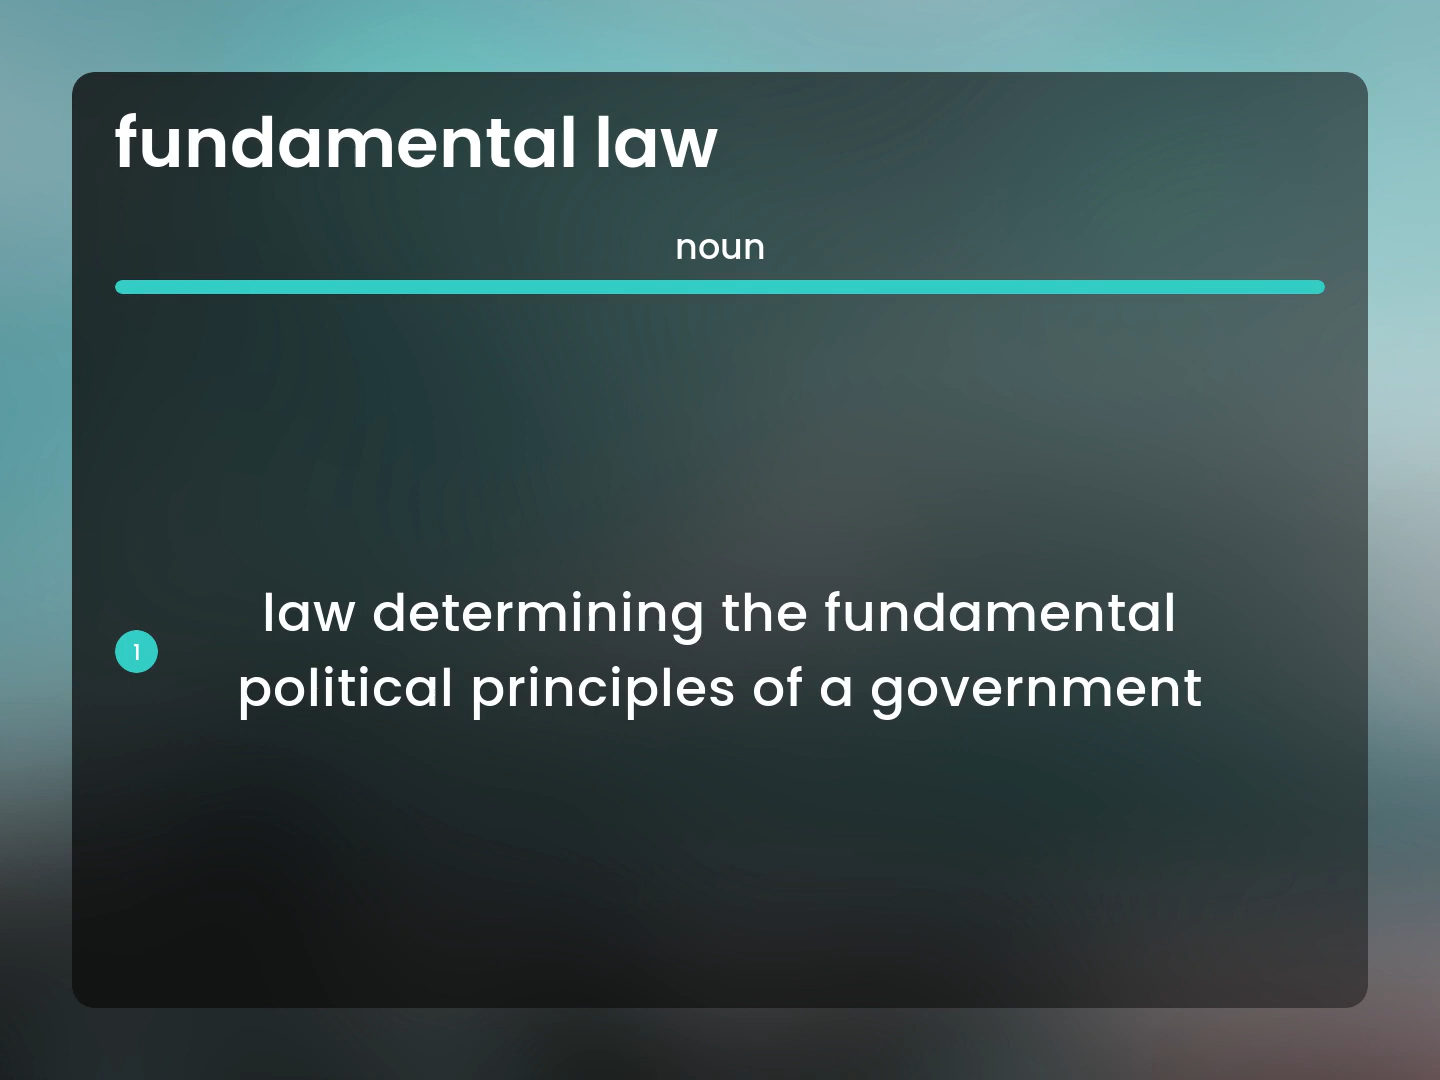 fundamental law
noun
1
law determining the fundamental
political principles of a government